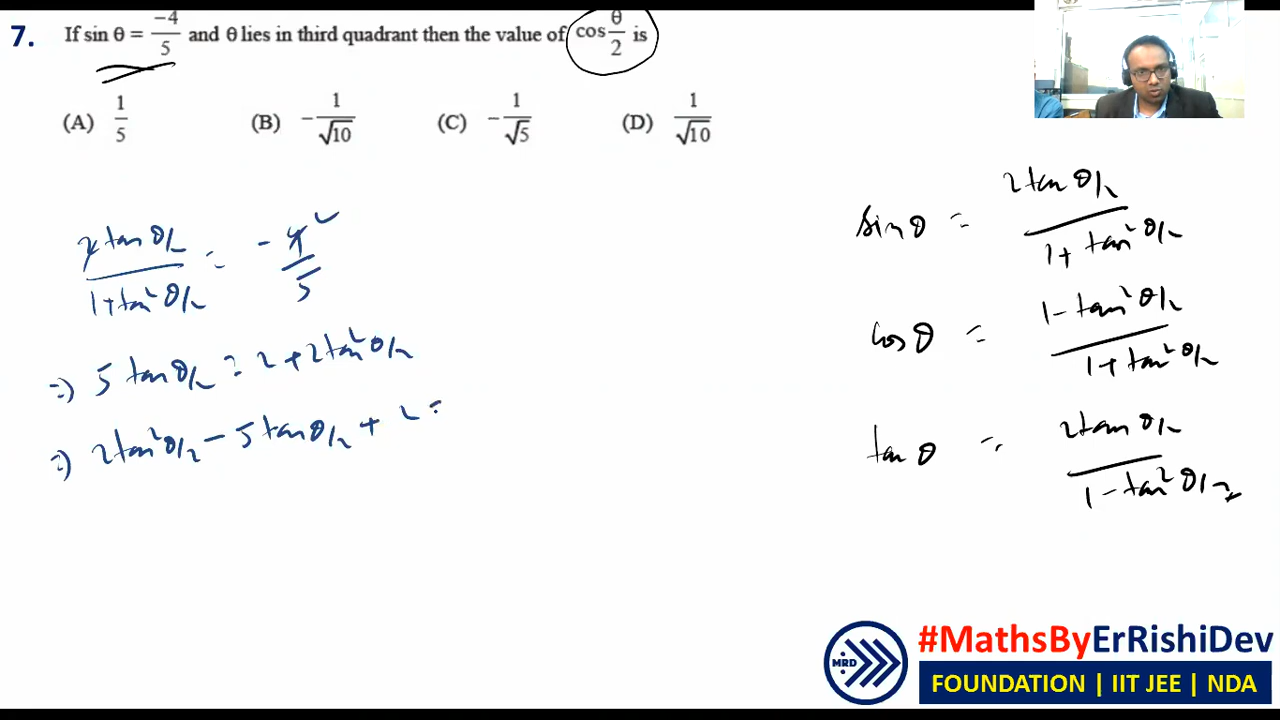 7. If sin θ = -4/5 and θ lies in third quadrant then the value of cos θ/2 is
(A) 1/5 (B) -1/√10 (C) -1/√5 (D) 1/√10
2tan θ/2 / 1+tan² θ/2 = -4/5 2
=) 5 tan θ/2 = 2+2tan² θ/2
=) 2tan² θ/2 - 5 tan θ/2 + 2 =
sin θ = 2tan θ/2 / 1+tan² θ/2
cos θ = 1-tan² θ/2 / 1+tan² θ/2
tan θ = 2tan θ/2 / 1-tan² θ/2
MRD
#MathsByErRishiDev
FOUNDATION | IIT JEE | NDA